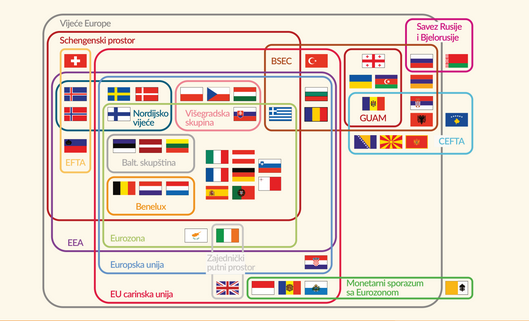 Vijeće Europe
Savez Rusije
i Bjelorusije
Schengenski prostor
BSEC
Nordijsko
vijeće
Višegradska
skupina
GUAM
CEFTA
EFTA
Balt. skupština
Benelux
EEA
Eurozona
Zajednički
putni prostor
Europska unija
EU carinska unija
Monetarni sporazum
sa Eurozonom